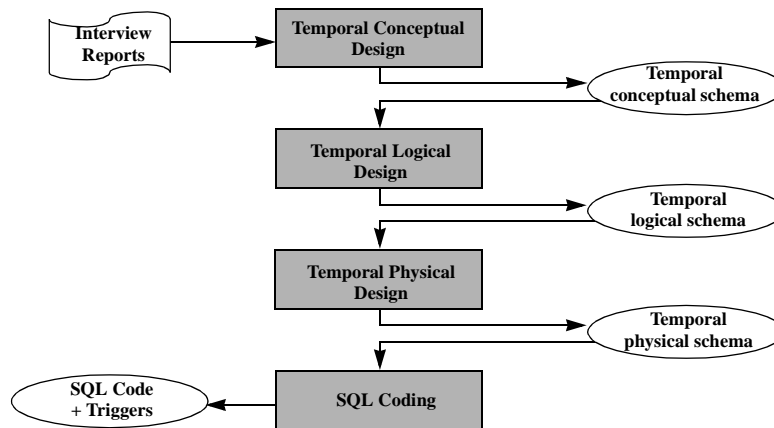 Interview
Reports
Temporal Conceptual
Design
Temporal
conceptual schema
Temporal Logical
Design
Temporal
logical schema
Temporal Physical
Design
Temporal
physical schema
SQL Code
+ Triggers
SQL Coding